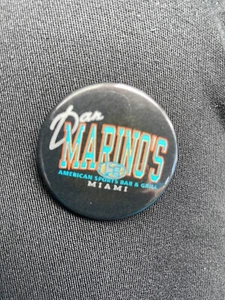 Dan
MARINO'S
AMERICAN SPORTS BAR & GRILL
MIAMI